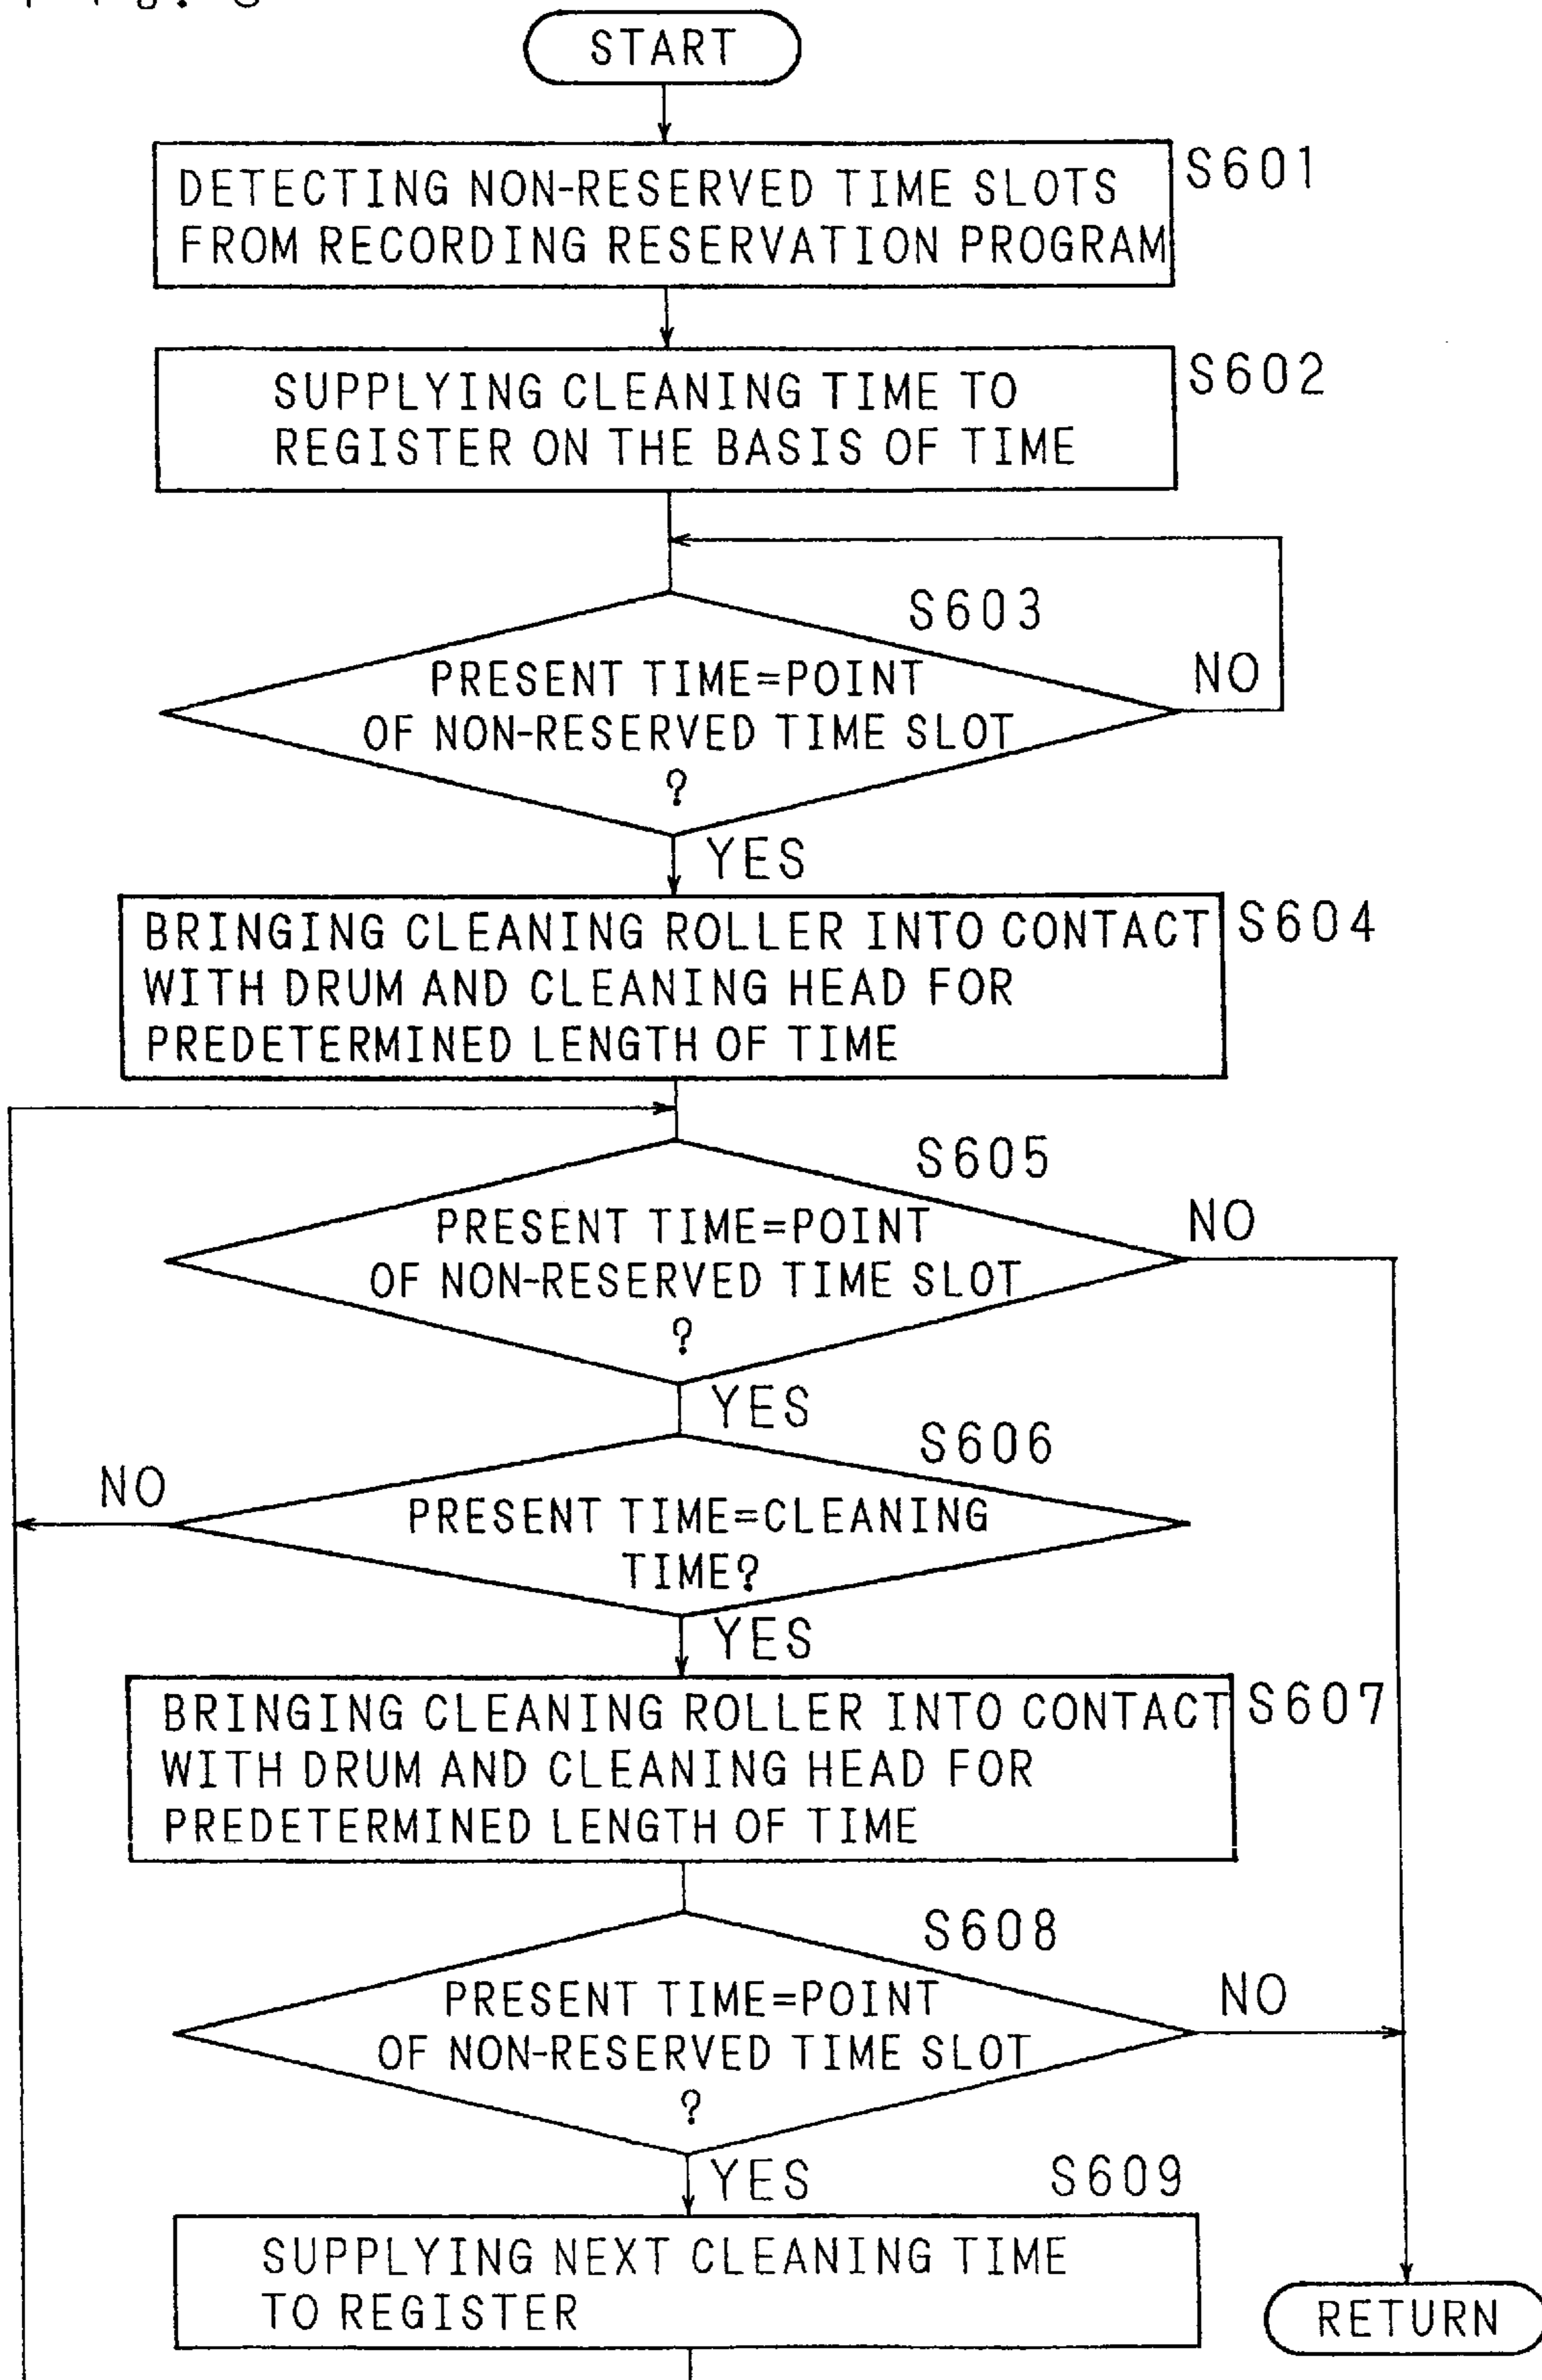 START
DETECTING NON-RESERVED TIME SLOTS
FROM RECORDING RESERVATION PROGRAM
S601
SUPPLYING CLEANING TIME TO
REGISTER ON THE BASIS OF TIME
S602
S603
PRESENT TIME=POINT
OF NON-RESERVED TIME SLOT
?
NO
YES
BRINGING CLEANING ROLLER INTO CONTACT
WITH DRUM AND CLEANING HEAD FOR
PREDETERMINED LENGTH OF TIME
S604
S605
PRESENT TIME=POINT
OF NON-RESERVED TIME SLOT
?
NO
YES
S606
PRESENT TIME=CLEANING
TIME?
NO
YES
BRINGING CLEANING ROLLER INTO CONTACT
WITH DRUM AND CLEANING HEAD FOR
PREDETERMINED LENGTH OF TIME
S607
S608
PRESENT TIME=POINT
OF NON-RESERVED TIME SLOT
?
NO
YES
S609
SUPPLYING NEXT CLEANING TIME
TO REGISTER
RETURN